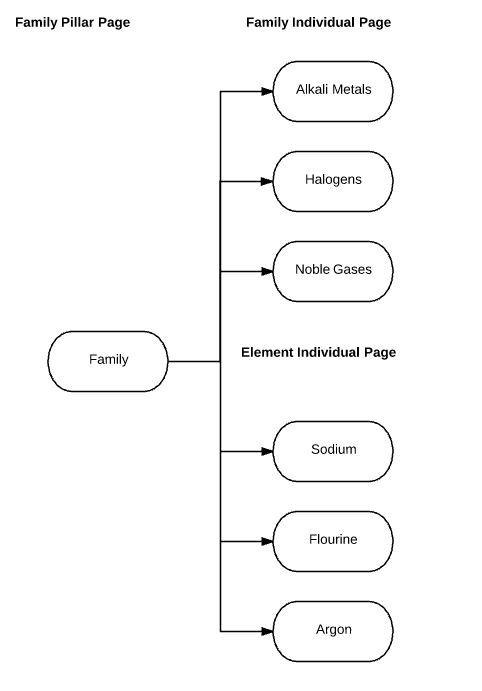 Family Pillar Page
Family Individual Page
Alkali Metals
Halogens
Noble Gases
Family
Element Individual Page
Sodium
Flourine
Argon